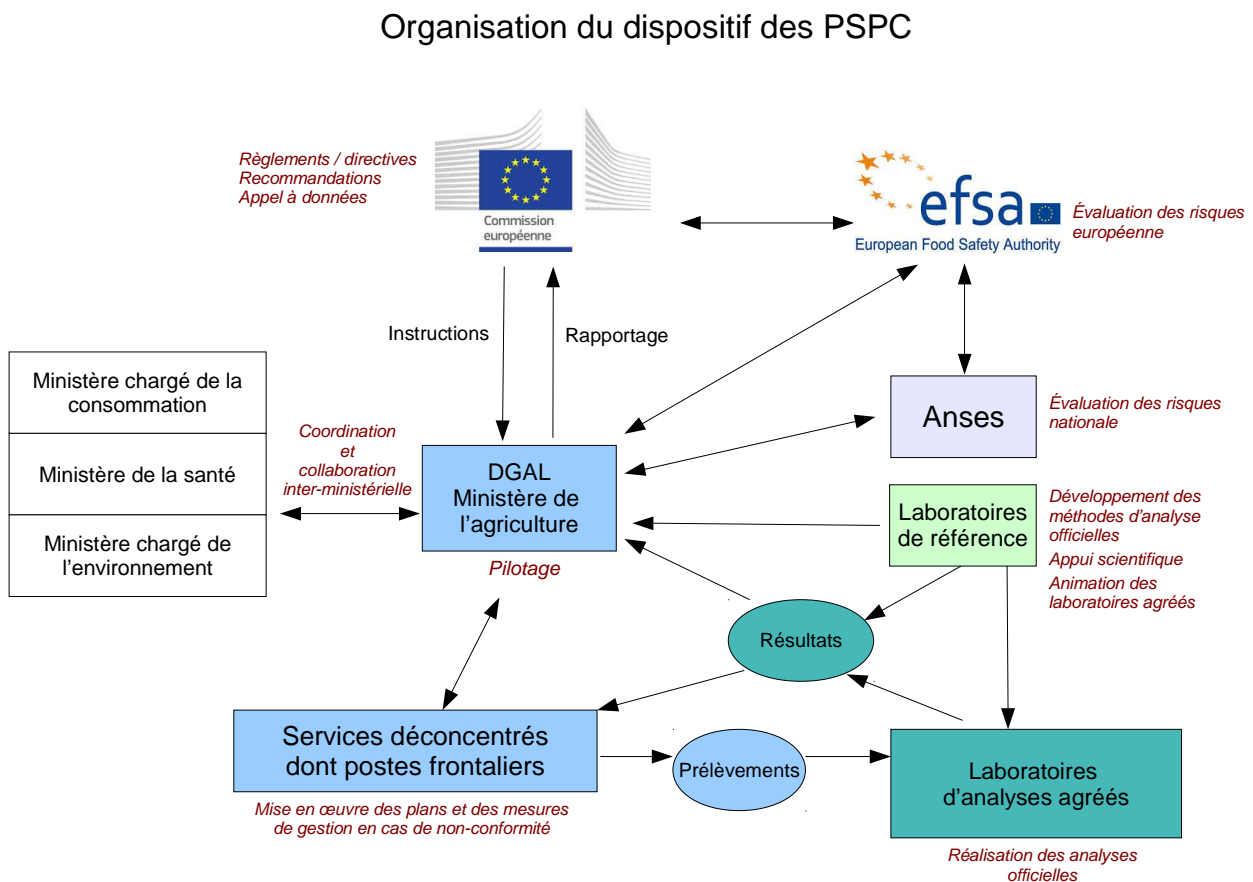 Organisation du dispositif des PSPC
Règlements / directives
Recommandations
Appel à données
Commission
européenne
efsa
European Food Safety Authority
Évaluation des risques
européenne
Instructions
Rapportage
Ministère chargé de la
consommation
Ministère de la santé
Ministère chargé de
l'environnement
Coordination
et
collaboration
inter-ministérielle
DGAL
Ministère de
l'agriculture
Pilotage
Anses
Évaluation des risques
nationale
Laboratoires
de référence
Développement des
méthodes d'analyse
officielles
Appui scientifique
Animation des
laboratoires agréés
Résultats
Services déconcentrés
dont postes frontaliers
Mise en œuvre des plans et des mesures
de gestion en cas de non-conformité
Prélèvements
Laboratoires
d'analyses agréés
Réalisation des analyses
officielles